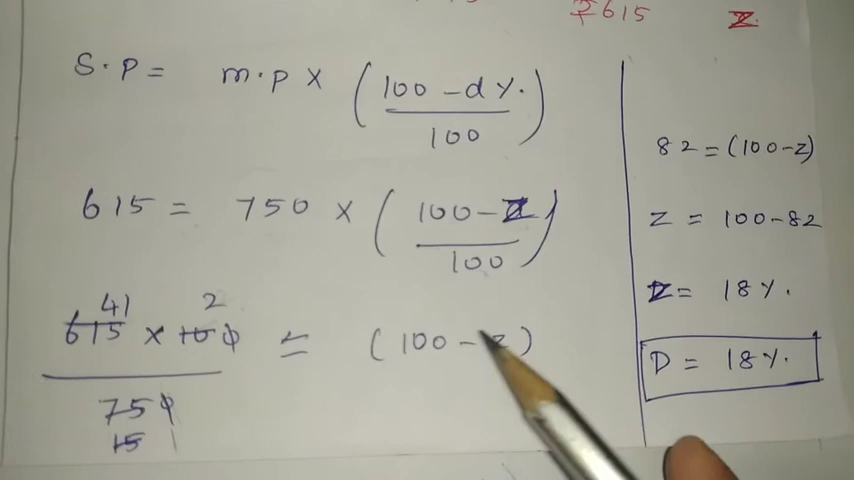 ₹615 z
S.P = M.P x (100 - d%. / 100)
615 = 750 x (100 - z / 100)
41 2
615 x 100 = (100 - z)
750
15 1
82 = (100 - z)
z = 100 - 82
z = 18%.
D = 18%.